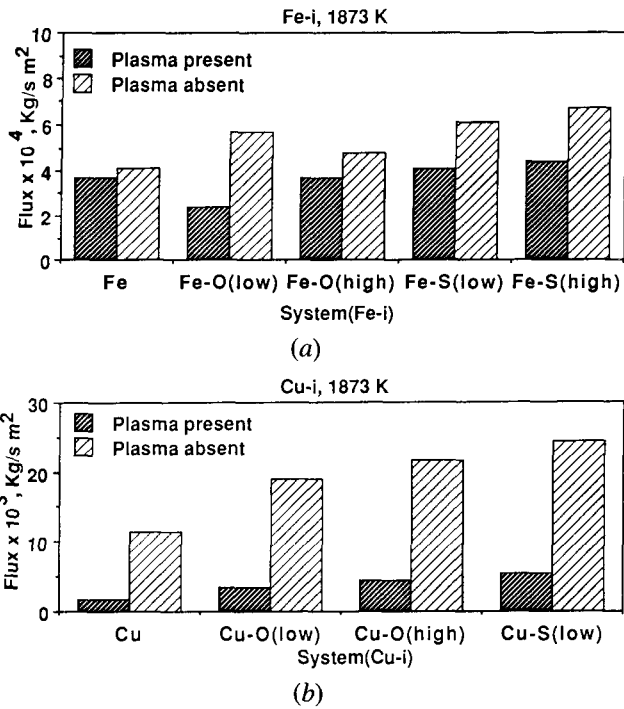 Fe-i, 1873 K
10
8
6
4
2
0
Flux x 10 4, Kg/s m2
Plasma present
Plasma absent
Fe Fe-O(low) Fe-O(high) Fe-S(low) Fe-S(high)
System(Fe-i)
(a)
Cu-i, 1873 K
30
20
10
0
Flux x 10 3, Kg/s m2
Plasma present
Plasma absent
Cu Cu-O(low) Cu-O(high) Cu-S(low)
System(Cu-i)
(b)